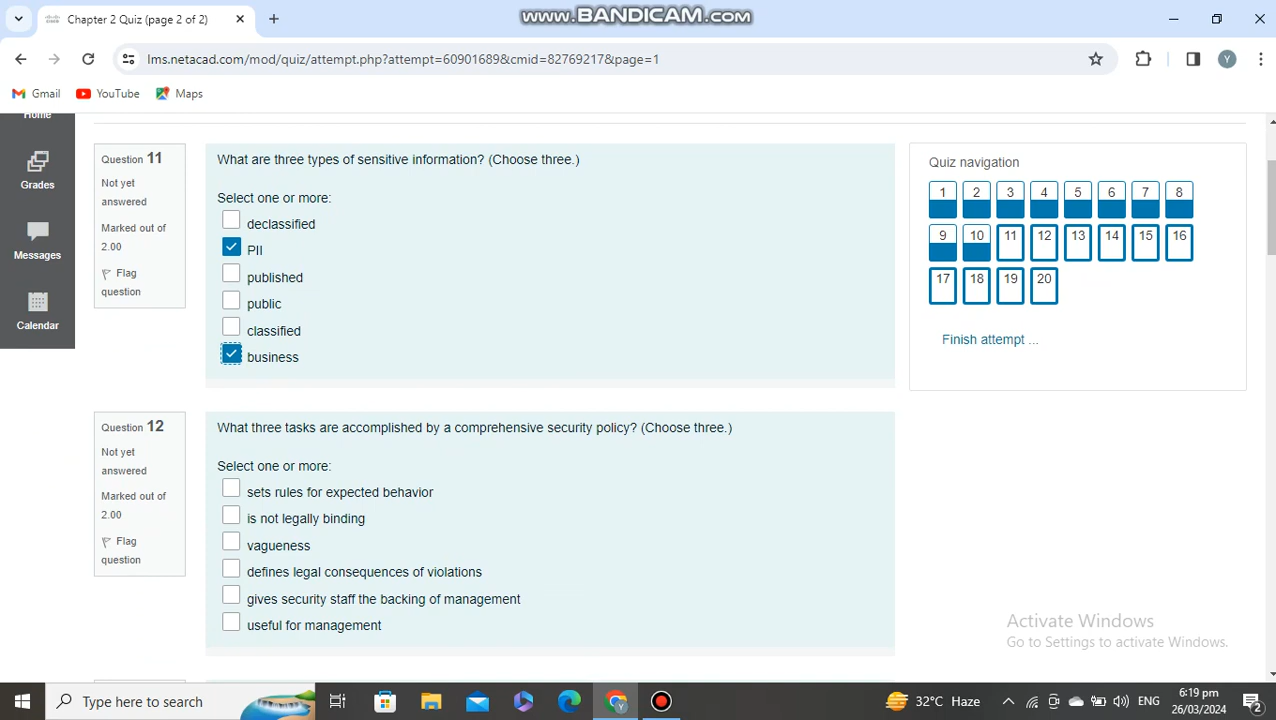 www.BANDICAM.com
Chapter 2 Quiz (page 2 of 2)
lms.netacad.com/mod/quiz/attempt.php?attempt=60901689&cmid=82769217&page=1
Gmail YouTube Maps
Home
Grades
Messages
Calendar
Question 11
Not yet
answered
Marked out of
2.00
Flag
question
What are three types of sensitive information? (Choose three.)
Select one or more:
declassified
PII
published
public
classified
business
Quiz navigation
1 2 3 4 5 6 7 8
9 10 11 12 13 14 15 16
17 18 19 20
Finish attempt ...
Question 12
Not yet
answered
Marked out of
2.00
Flag
question
What three tasks are accomplished by a comprehensive security policy? (Choose three.)
Select one or more:
sets rules for expected behavior
is not legally binding
vagueness
defines legal consequences of violations
gives security staff the backing of management
useful for management
Activate Windows
Go to Settings to activate Windows.
Type here to search
32°C Haze
ENG
6:19 pm
26/03/2024
2